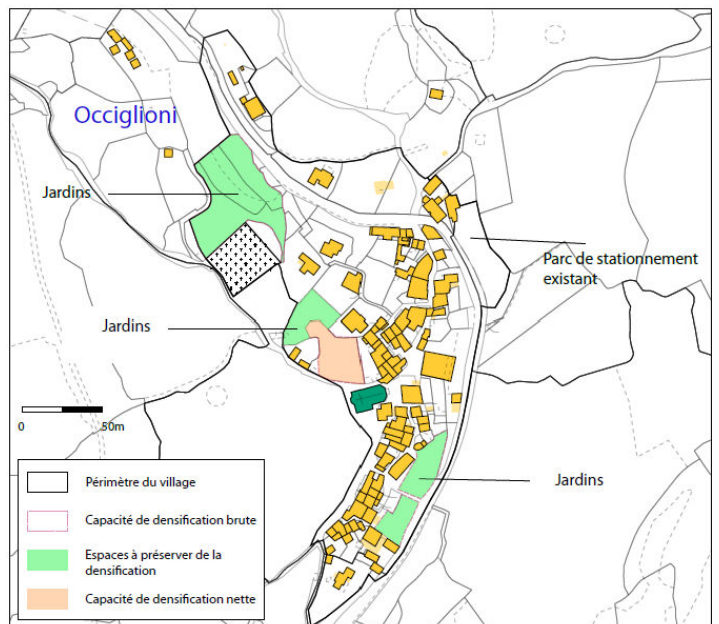 Occiglioni
Jardins
Parc de stationnement
existant
Jardins
0 50m
Jardins
Périmètre du village
Capacité de densification brute
Espaces à préserver de la
densification
Capacité de densification nette